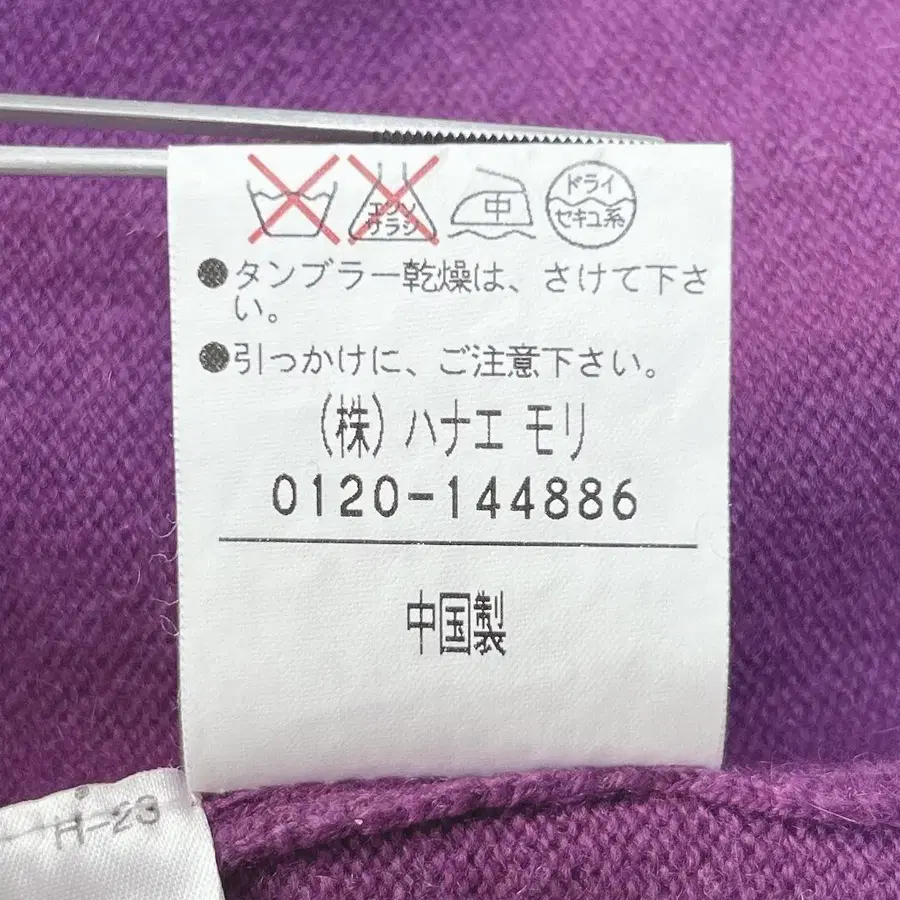 エンソ
サラシ
中
ドライ
セキユ系
●タンブラー乾燥は、さけて下さ
い。
●引っかけに、ご注意下さい。
(株) ハナエ モリ
0120-144886
中国製
H-23